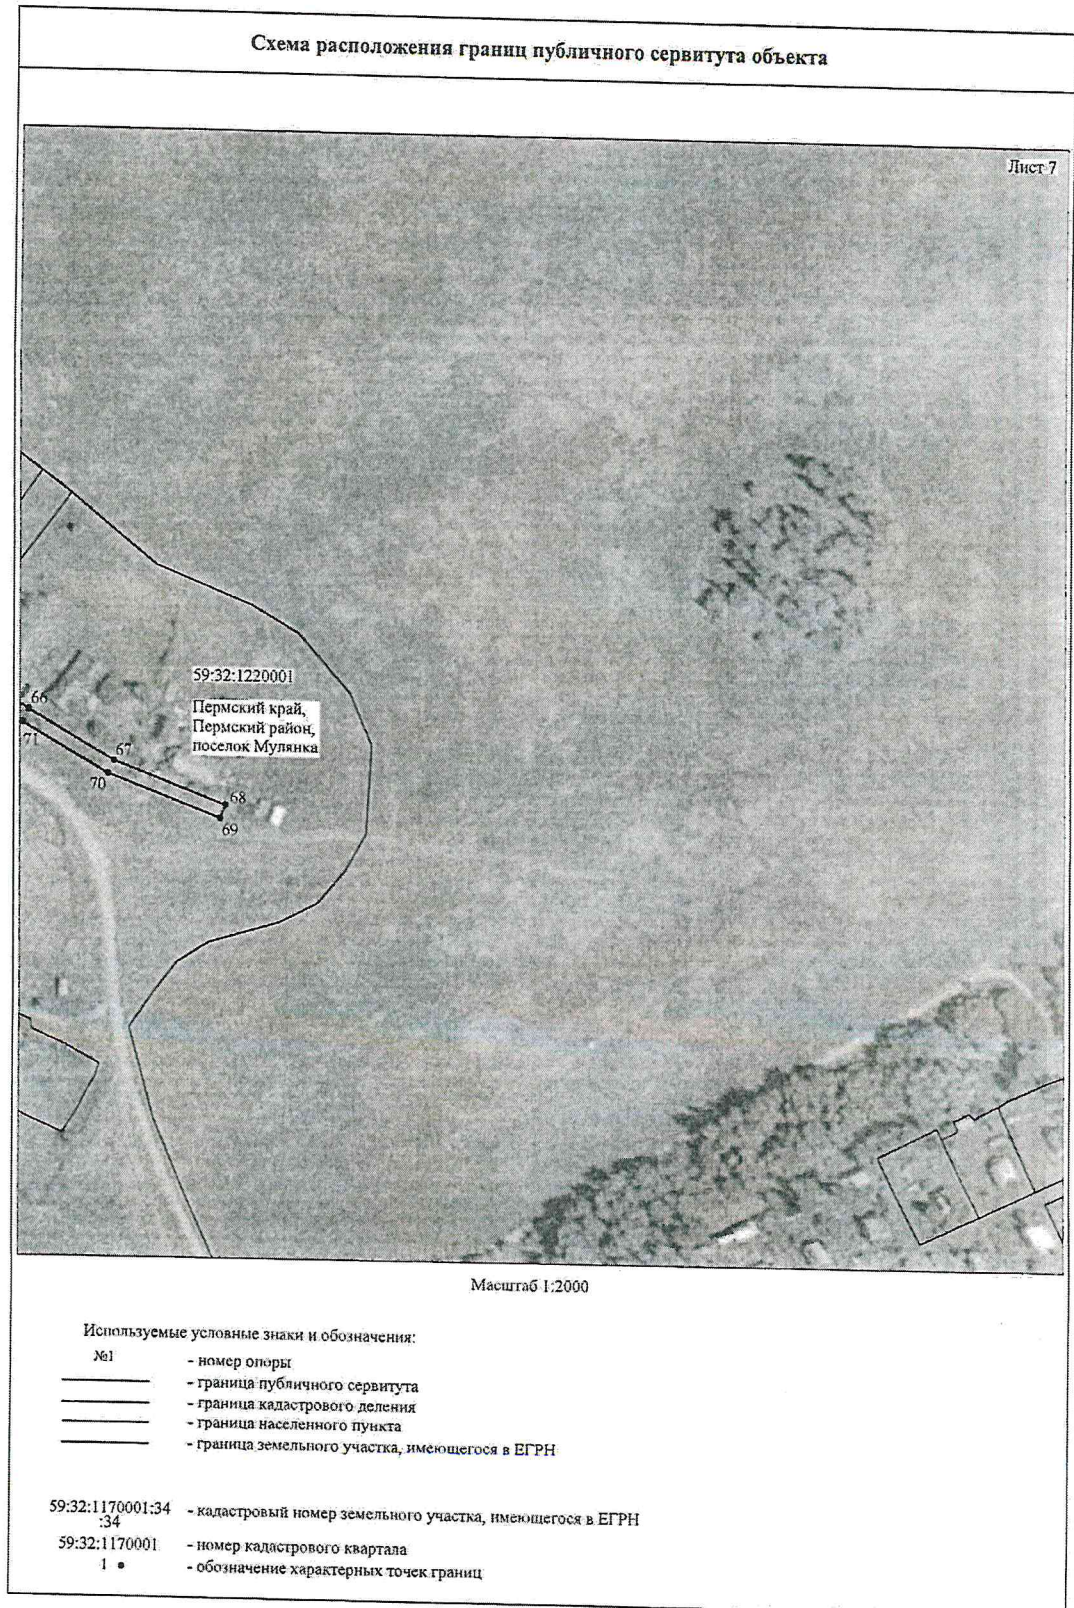 Схема расположения границ публичного сервитута объекта
Лист 7
59:32:1220001
Пермский край,
Пермский район,
поселок Мулянка
66
71
67
70
68
69
Масштаб 1:2000
Используемые условные знаки и обозначения:
№1 - номер опоры
- граница публичного сервитута
- граница кадастрового деления
- граница населенного пункта
- граница земельного участка, имеющегося в ЕГРН
59:32:1170001:34 - кадастровый номер земельного участка, имеющегося в ЕГРН
:34
59:32:1170001 - номер кадастрового квартала
1 - обозначение характерных точек границ